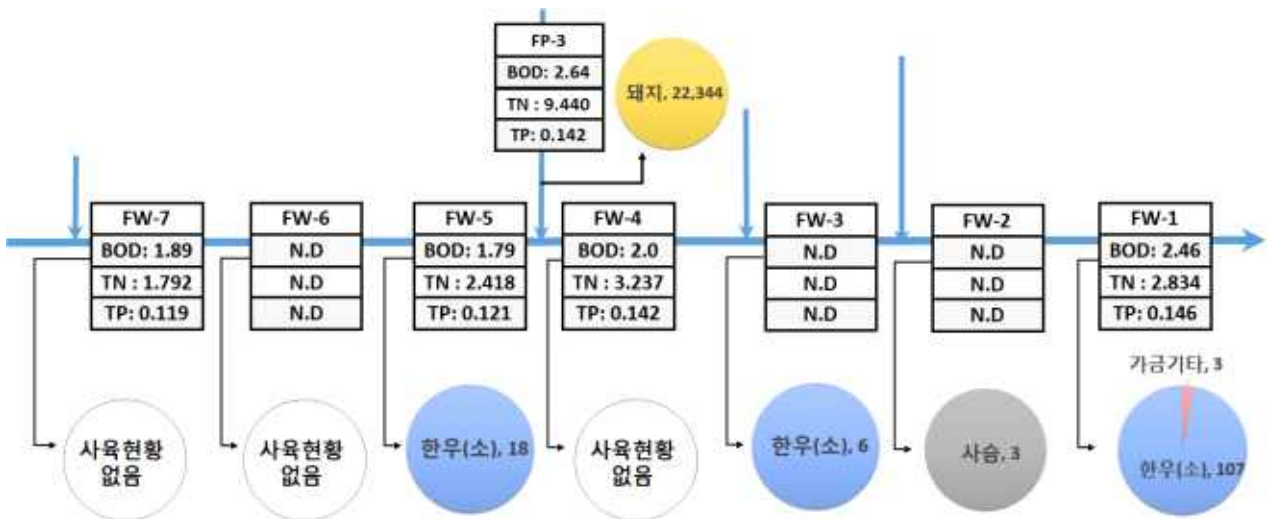 FP-3
BOD: 2.64
TN : 9.440
TP: 0.142
돼지, 22,344
FW-7
BOD: 1.89
TN : 1.792
TP: 0.119
FW-6
N.D
N.D
N.D
FW-5
BOD: 1.79
TN : 2.418
TP: 0.121
FW-4
BOD: 2.0
TN : 3.237
TP: 0.142
FW-3
N.D
N.D
N.D
FW-2
N.D
N.D
N.D
FW-1
BOD: 2.46
TN : 2.834
TP: 0.146
사육현황
없음
사육현황
없음
한우(소), 18
사육현황
없음
한우(소), 6
사슴, 3
가금기타, 3
한우(소), 107